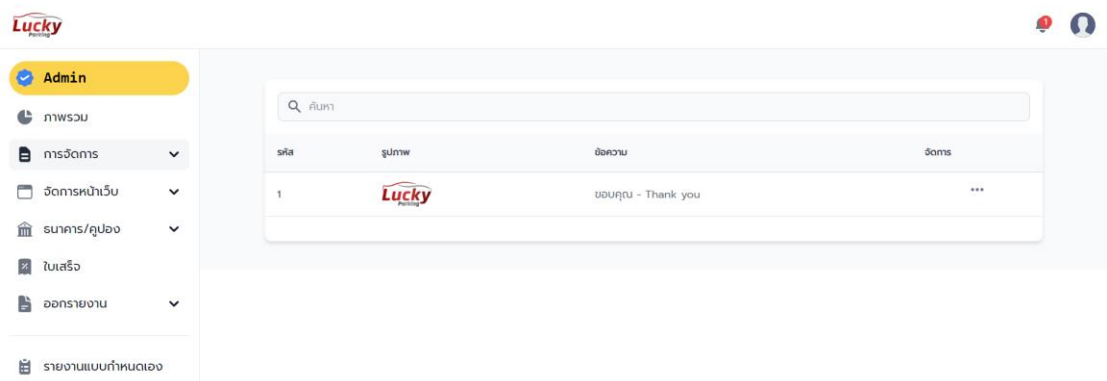 Lucky
Parking
1
Admin
ภาพรวม
การจัดการ
จัดการหน้าเว็บ
ธนาคาร/คูปอง
ใบเสร็จ
ออกรายงาน
รายงานแบบกำหนดเอง
ค้นหา
รหัส รูปภาพ ข้อความ จัดการ
1 Lucky Parking ขอบคุณ - Thank you ...